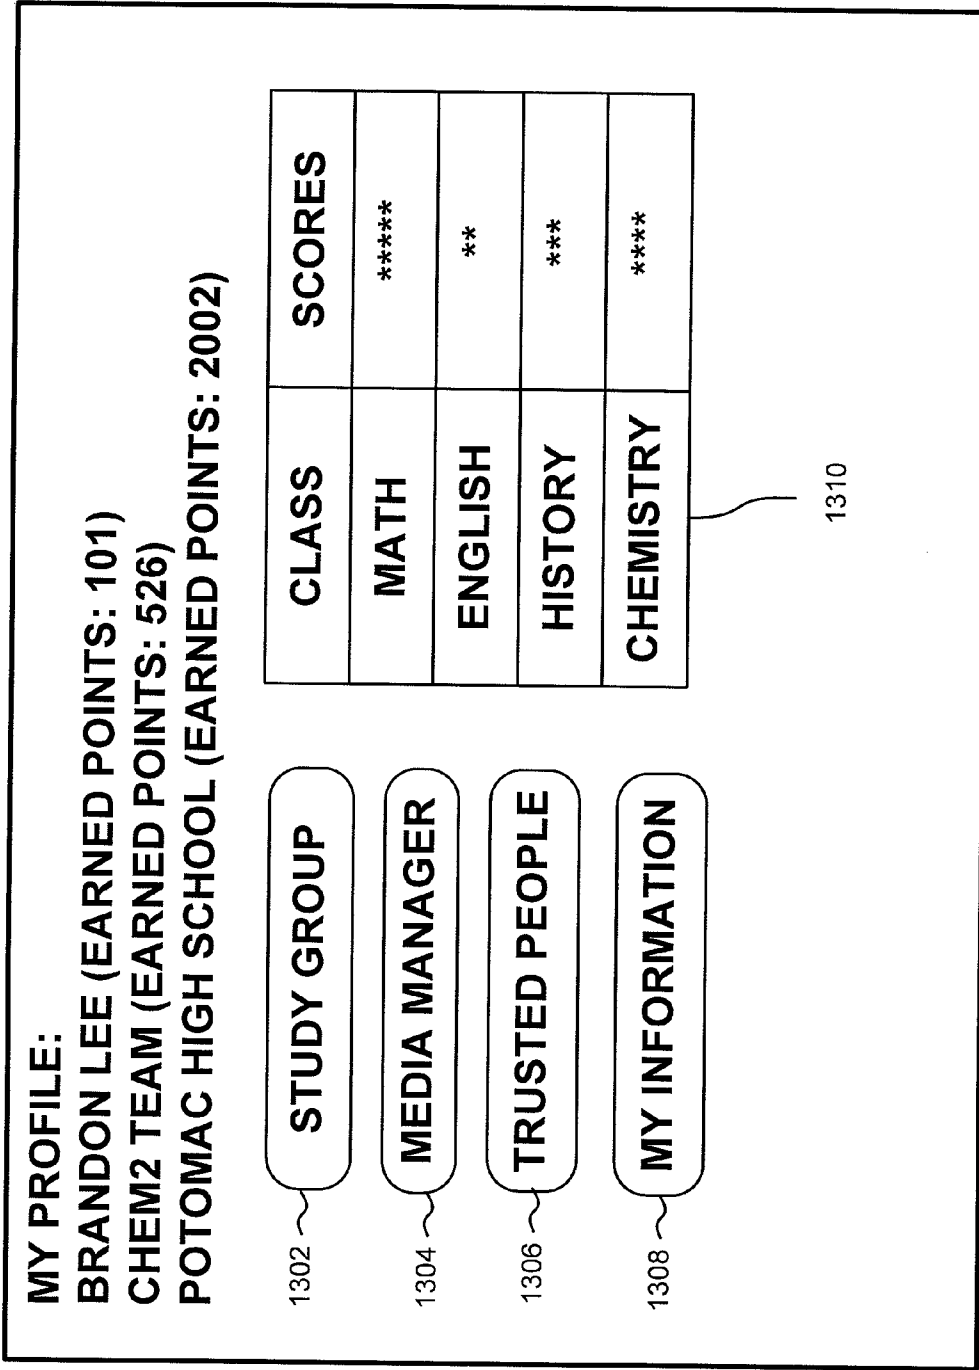 MY PROFILE:
BRANDON LEE (EARNED POINTS: 101)
CHEM2 TEAM (EARNED POINTS: 526)
POTOMAC HIGH SCHOOL (EARNED POINTS: 2002)
1302
STUDY GROUP
1304
MEDIA MANAGER
1306
TRUSTED PEOPLE
1308
MY INFORMATION
CLASS SCORES
MATH *****
ENGLISH **
HISTORY ***
CHEMISTRY ****
1310